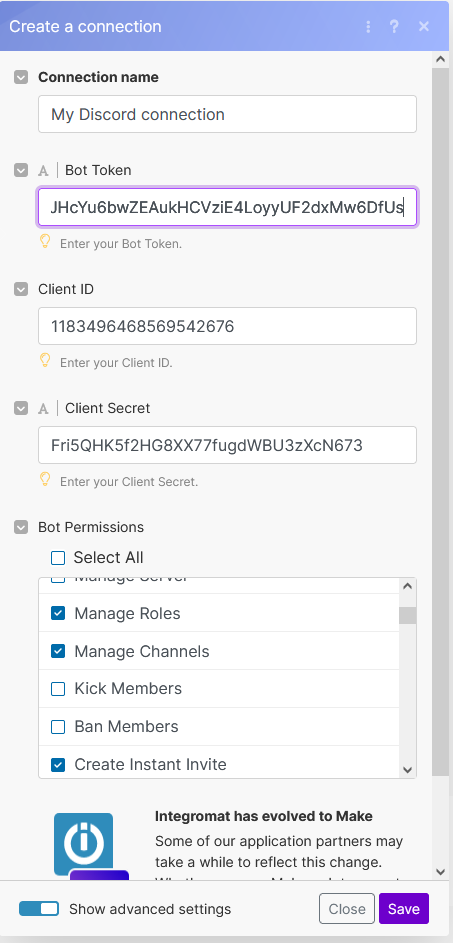 Create a connection
Connection name
My Discord connection
A | Bot Token
JHcYu6bwZEAukHCVziE4LoyyUF2dxMw6DfUs
Enter your Bot Token.
Client ID
1183496468569542676
Enter your Client ID.
A | Client Secret
Fri5QHK5f2HG8XX77fugdWBU3zXcN673
Enter your Client Secret.
Bot Permissions
Select All
Manage Server
Manage Roles
Manage Channels
Kick Members
Ban Members
Create Instant Invite
Integromat has evolved to Make
Some of our application partners may
take a while to reflect this change.
Show advanced settings
Close
Save